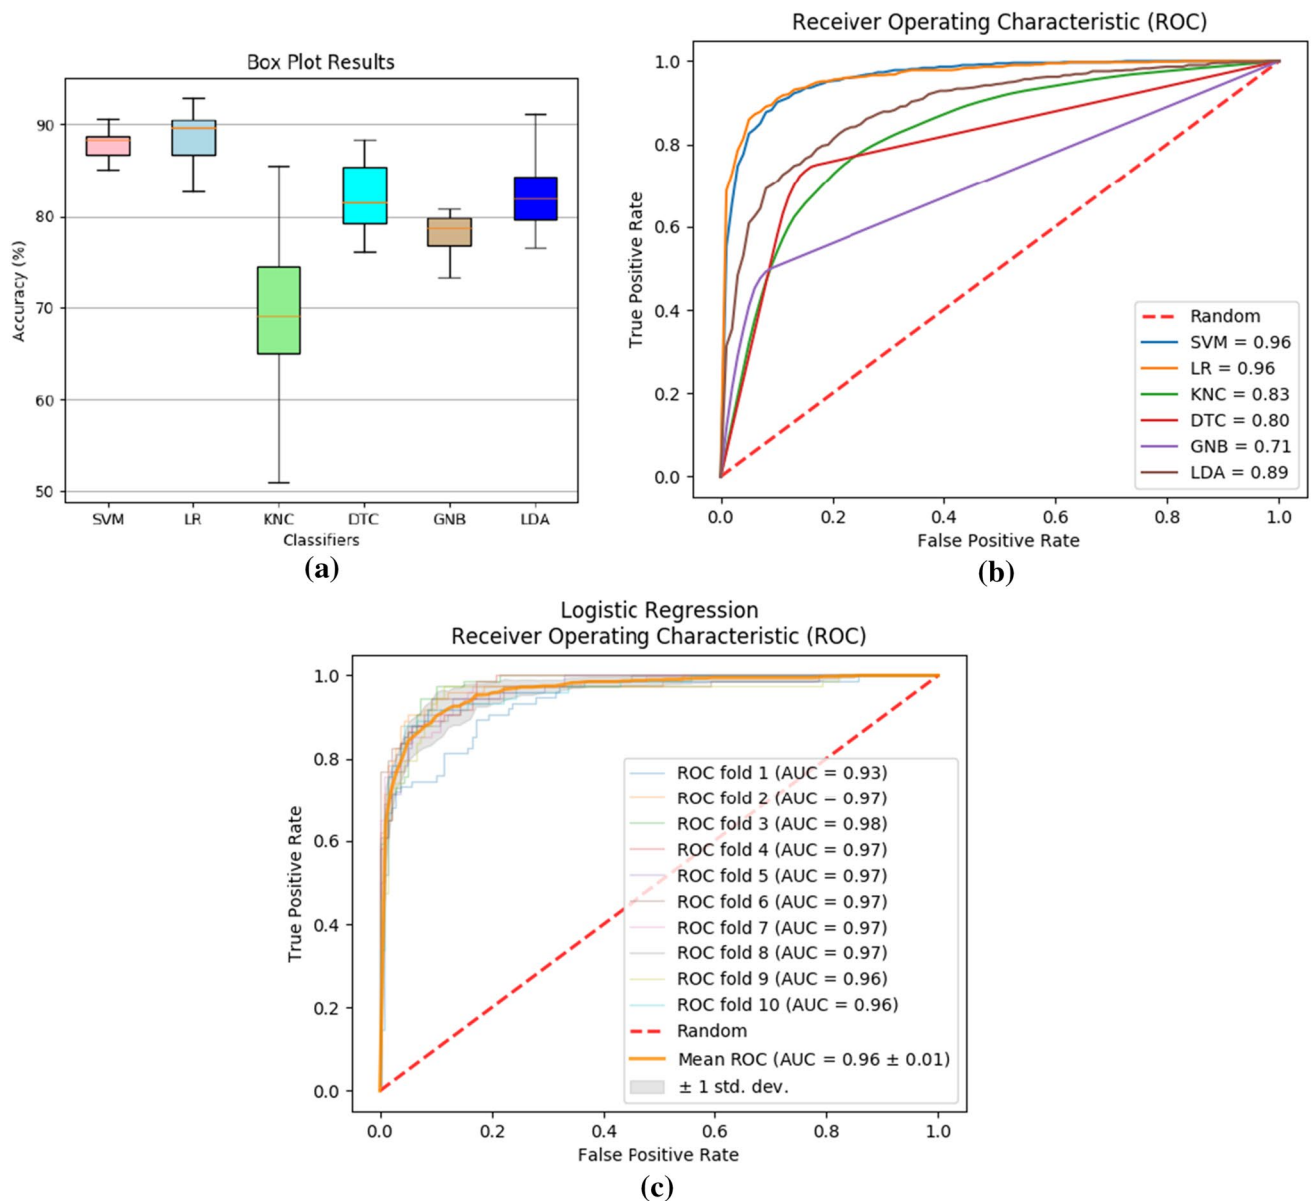 Box Plot Results
90
80
70
60
50
Accuracy (%)
SVM LR KNC DTC GNB LDA
Classifiers
(a)
Receiver Operating Characteristic (ROC)
1.0
0.8
0.6
0.4
0.2
0.0
True Positive Rate
Random
SVM = 0.96
LR = 0.96
KNC = 0.83
DTC = 0.80
GNB = 0.71
LDA = 0.89
0.0 0.2 0.4 0.6 0.8 1.0
False Positive Rate
(b)
Logistic Regression
Receiver Operating Characteristic (ROC)
1.0
0.8
0.6
0.4
0.2
0.0
True Positive Rate
ROC fold 1 (AUC = 0.93)
ROC fold 2 (AUC − 0.97)
ROC fold 3 (AUC = 0.98)
ROC fold 4 (AUC = 0.97)
ROC fold 5 (AUC = 0.97)
ROC fold 6 (AUC = 0.97)
ROC fold 7 (AUC = 0.97)
ROC fold 8 (AUC = 0.97)
ROC fold 9 (AUC = 0.96)
ROC fold 10 (AUC = 0.96)
Random
Mean ROC (AUC = 0.96 ± 0.01)
± 1 std. dev.
0.0 0.2 0.4 0.6 0.8 1.0
False Positive Rate
(c)